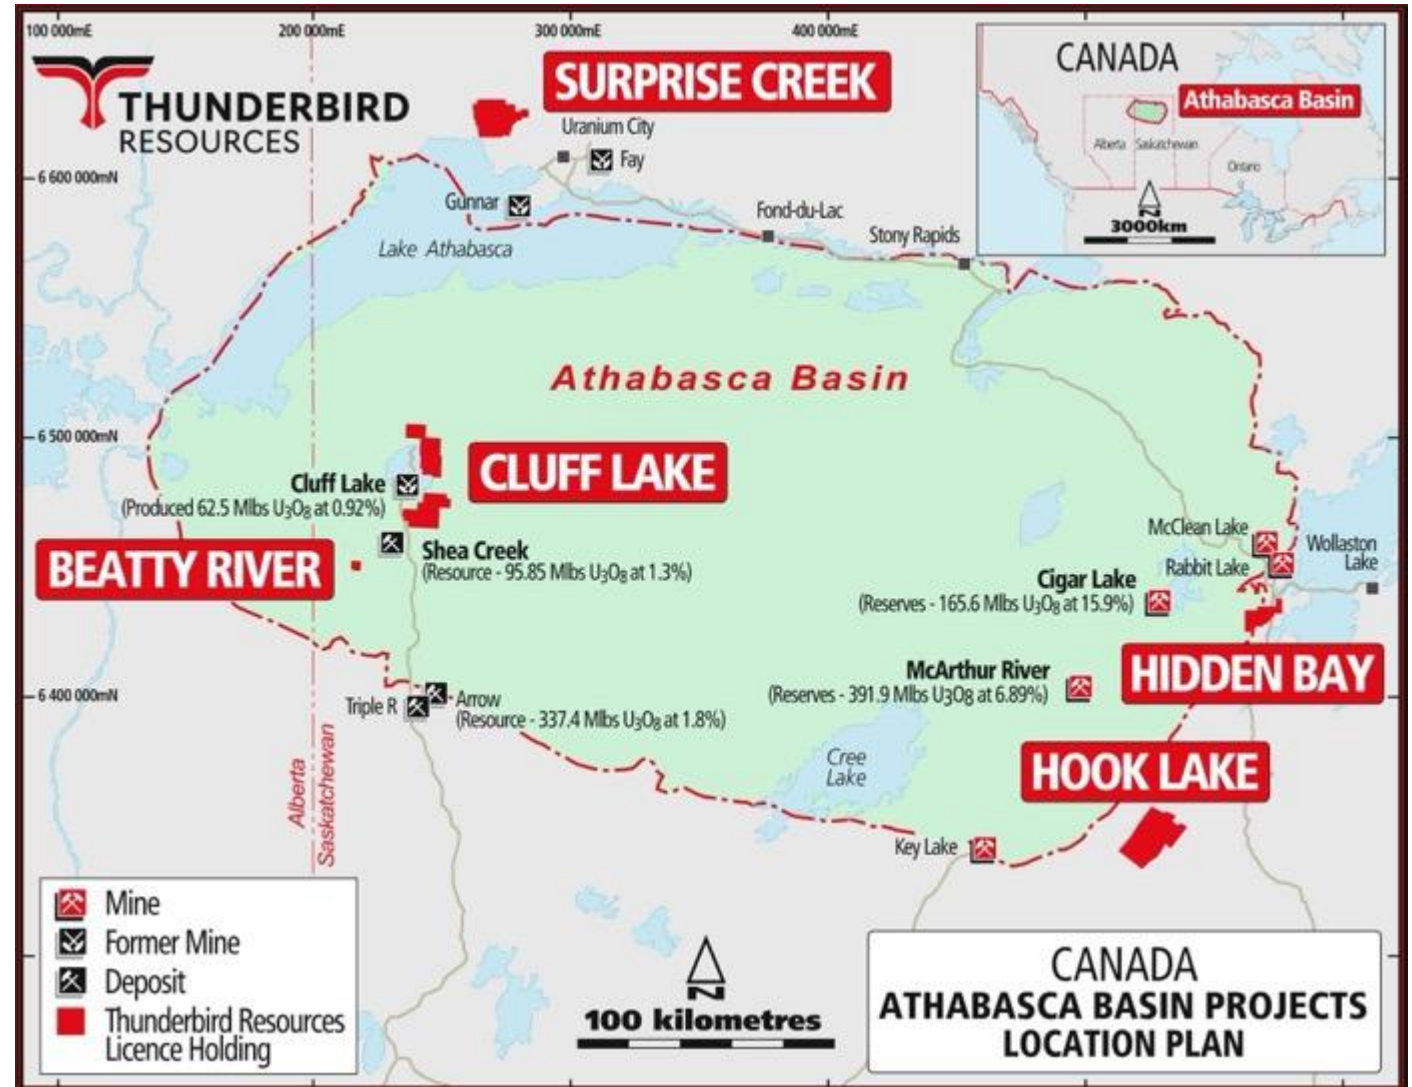 100 000mE
200 000mE
300 000mE
400 000mE
THUNDERBIRD
RESOURCES
SURPRISE CREEK
CANADA
Athabasca Basin
Alberta
Saskatchewan
Ontario
N
3000km
Uranium City
Fay
6 600 000mN
Gunnar
Fond-du-Lac
Stony Rapids
Lake Athabasca
Athabasca Basin
6 500 000mN
CLUFF LAKE
Cluff Lake
(Produced 62.5 Mlbs U₃O₈ at 0.92%)
BEATTY RIVER
Shea Creek
(Resource - 95.85 Mlbs U₃O₈ at 1.3%)
McClean Lake
Wollaston
Lake
Rabbit Lake
Cigar Lake
(Reserves - 165.6 Mlbs U₃O₈ at 15.9%)
HIDDEN BAY
McArthur River
(Reserves - 391.9 Mlbs U₃O₈ at 6.89%)
6 400 000mN
Triple R
Arrow
(Resource - 337.4 Mlbs U₃O₈ at 1.8%)
Cree
Lake
HOOK LAKE
Alberta
Saskatchewan
Key Lake
Mine
Former Mine
Deposit
Thunderbird Resources
Licence Holding
N
100 kilometres
CANADA
ATHABASCA BASIN PROJECTS
LOCATION PLAN